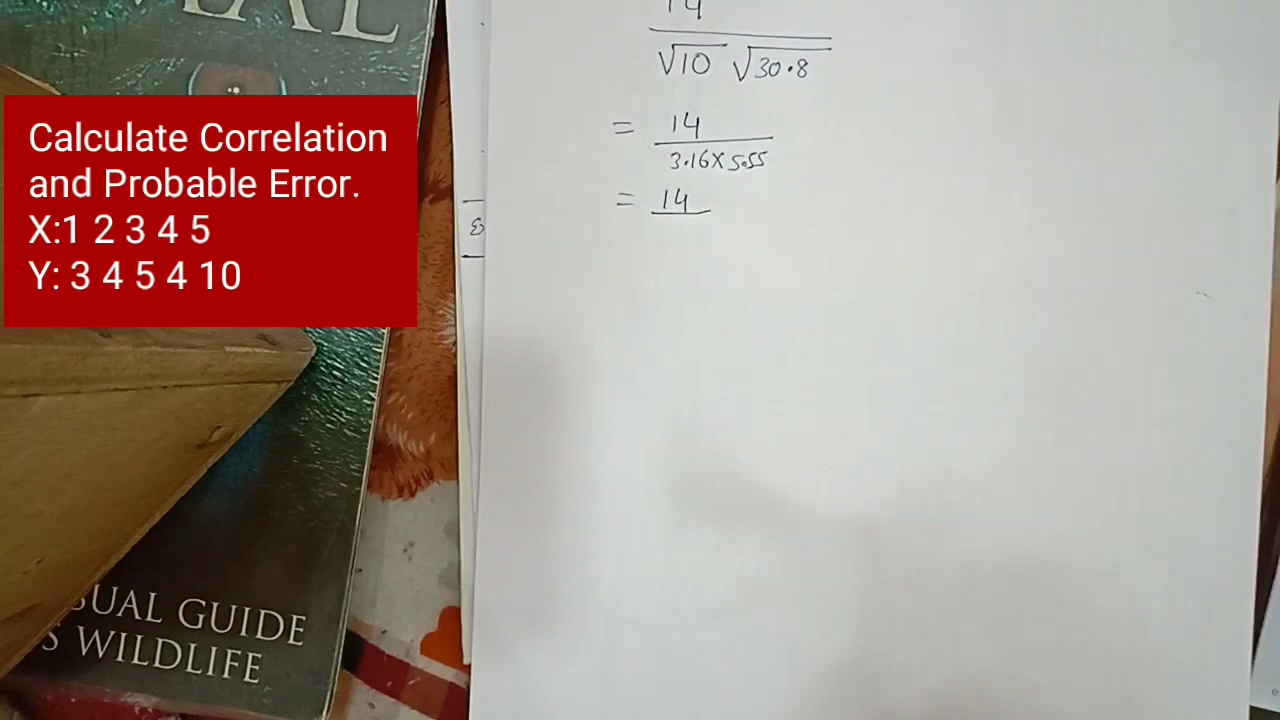 14
√10 √30.8
= 14
3.16X5.55
= 14
Calculate Correlation
and Probable Error.
X:1 2 3 4 5
Y: 3 4 5 4 10
SUAL GUIDE
S WILDLIFE